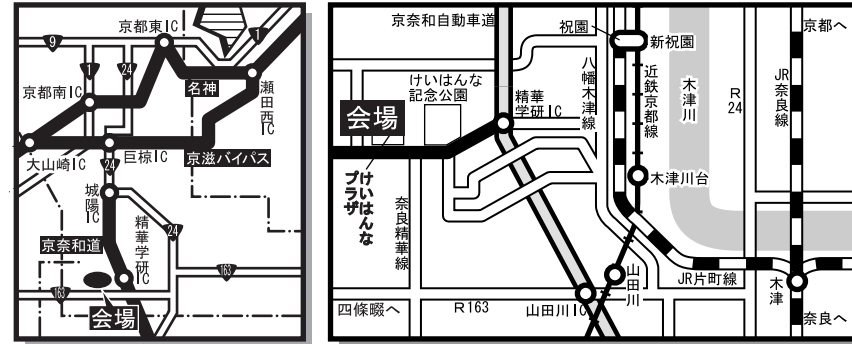 京都東IC
9
1
1
24
京都南IC
名神
瀬田西IC
大山崎IC
巨椋IC
京滋バイパス
24
城陽IC
精華学研IC
24
京奈和道
163
163
会場
京奈和自動車道
祝園
新祝園
京都へ
けいはんな
記念公園
精華
学研IC
八幡木津線
近鉄京都線
木津川
R
24
JR奈良線
会場
けいはんな
プラザ
奈良精華線
木津川台
山田川
JR片町線
木津
四條畷へ
R163
山田川IC
奈良へ